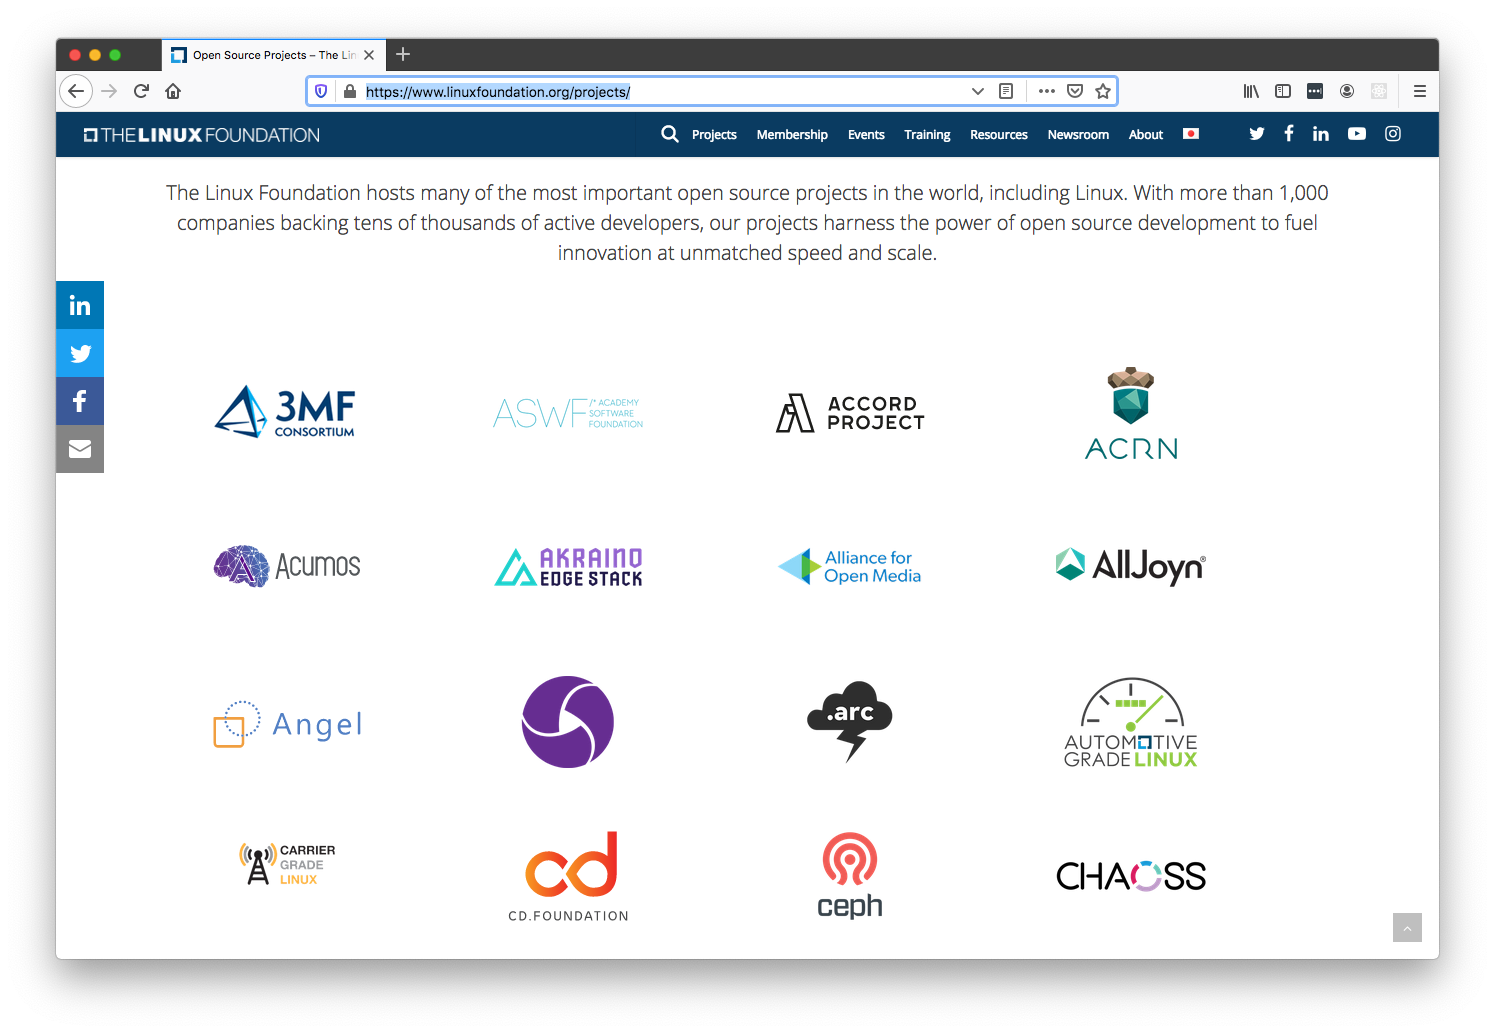 Open Source Projects – The Lin
https://www.linuxfoundation.org/projects/
THE LINUX FOUNDATION
Projects Membership Events Training Resources Newsroom About
The Linux Foundation hosts many of the most important open source projects in the world, including Linux. With more than 1,000
companies backing tens of thousands of active developers, our projects harness the power of open source development to fuel
innovation at unmatched speed and scale.
in
3MF
CONSORTIUM
ASWF /* ACADEMY
SOFTWARE
FOUNDATION
ACCORD
PROJECT
ACRN
Acumos
AKRAINO
EDGE STACK
Alliance for
Open Media
AllJoyn®
Angel
.arc
AUTOMOTIVE
GRADE LINUX
CARRIER
GRADE
LINUX
cd
CD.FOUNDATION
ceph
CHAOSS